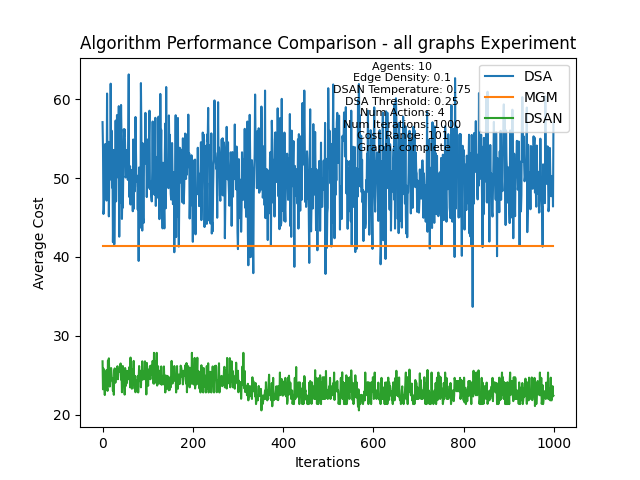 Algorithm Performance Comparison - all graphs Experiment
Agents: 10
Edge Density: 0.1
DSAN Temperature: 0.75
DSA Threshold: 0.25
Num Actions: 4
Num Iterations: 1000
Cost Range: 101
Graph: complete
DSA
MGM
DSAN
60
50
40
30
20
Average Cost
0 200 400 600 800 1000
Iterations